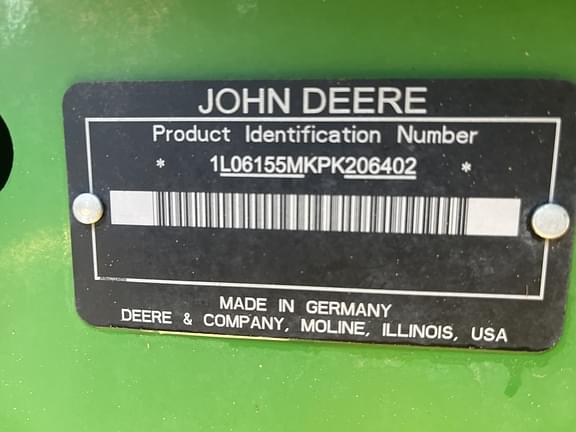 JOHN DEERE
Product Identification Number
* 1L06155MKPK206402 *
MADE IN GERMANY
DEERE & COMPANY, MOLINE, ILLINOIS, USA